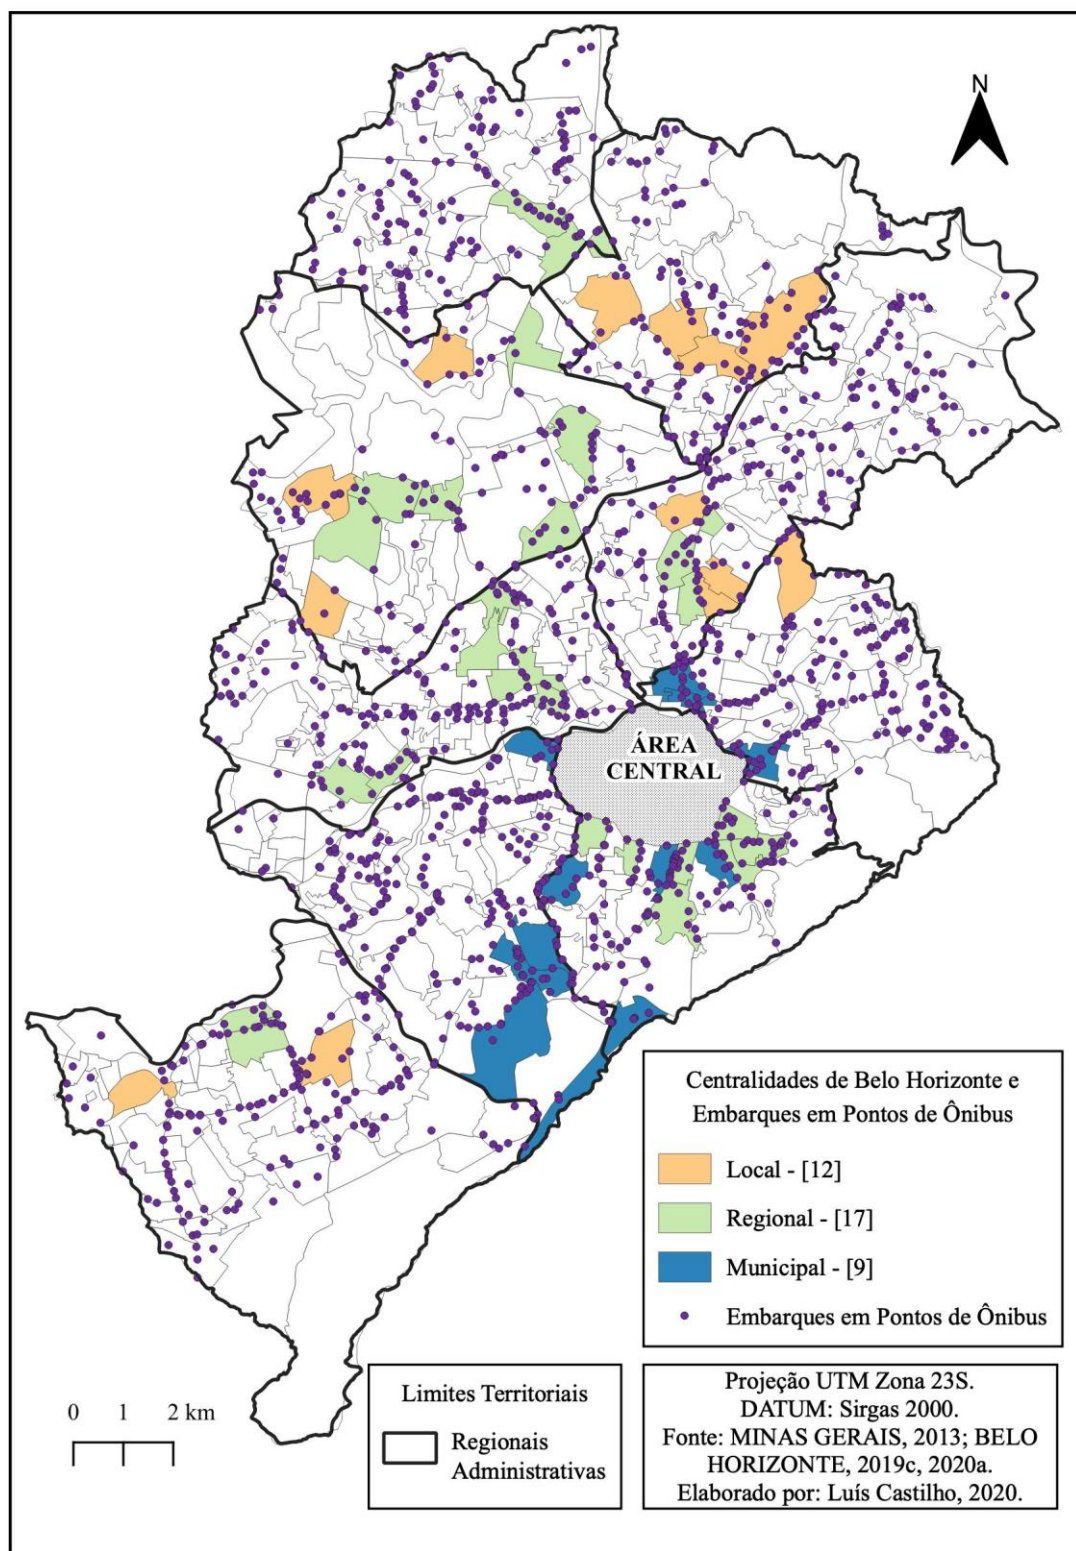 N
ÁREA
CENTRAL
Centralidades de Belo Horizonte e
Embarques em Pontos de Ônibus
Local - [12]
Regional - [17]
Municipal - [9]
Embarques em Pontos de Ônibus
0 1 2 km
Limites Territoriais
Regionais
Administrativas
Projeção UTM Zona 23S.
DATUM: Sirgas 2000.
Fonte: MINAS GERAIS, 2013; BELO
HORIZONTE, 2019c, 2020a.
Elaborado por: Luís Castilho, 2020.